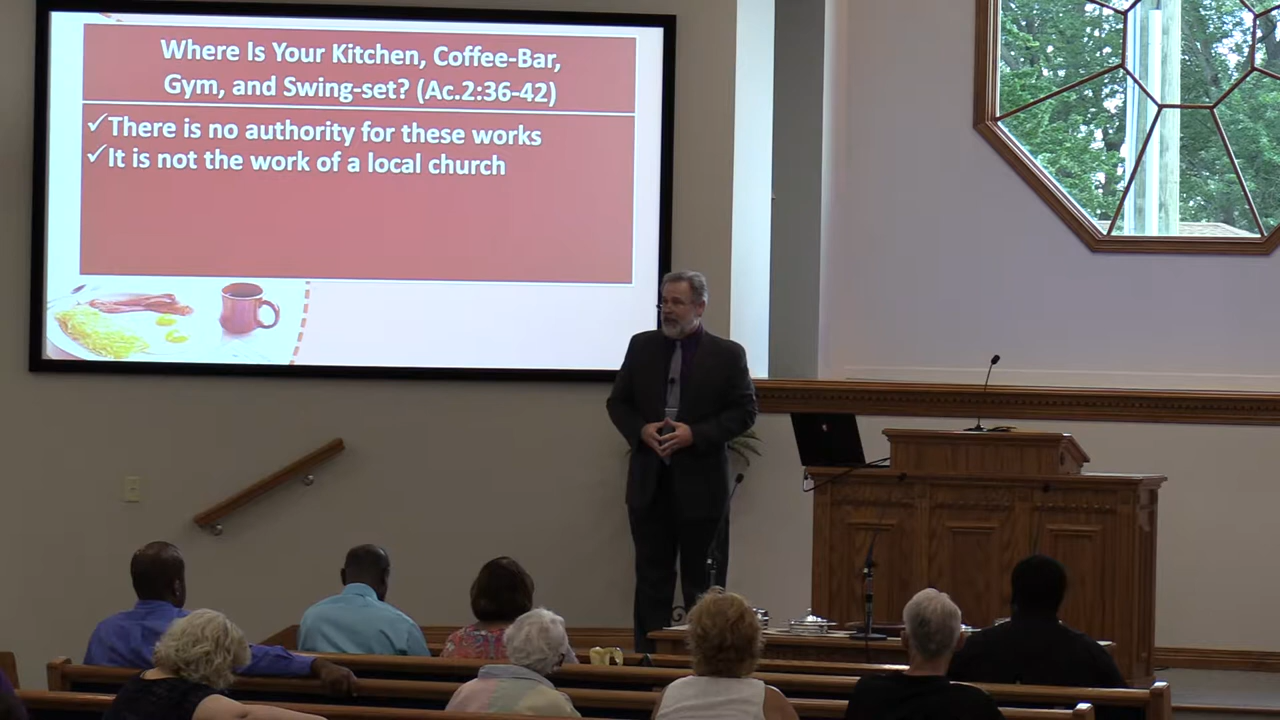 Where Is Your Kitchen, Coffee-Bar,
Gym, and Swing-set? (Ac.2:36-42)
✓There is no authority for these works
✓It is not the work of a local church